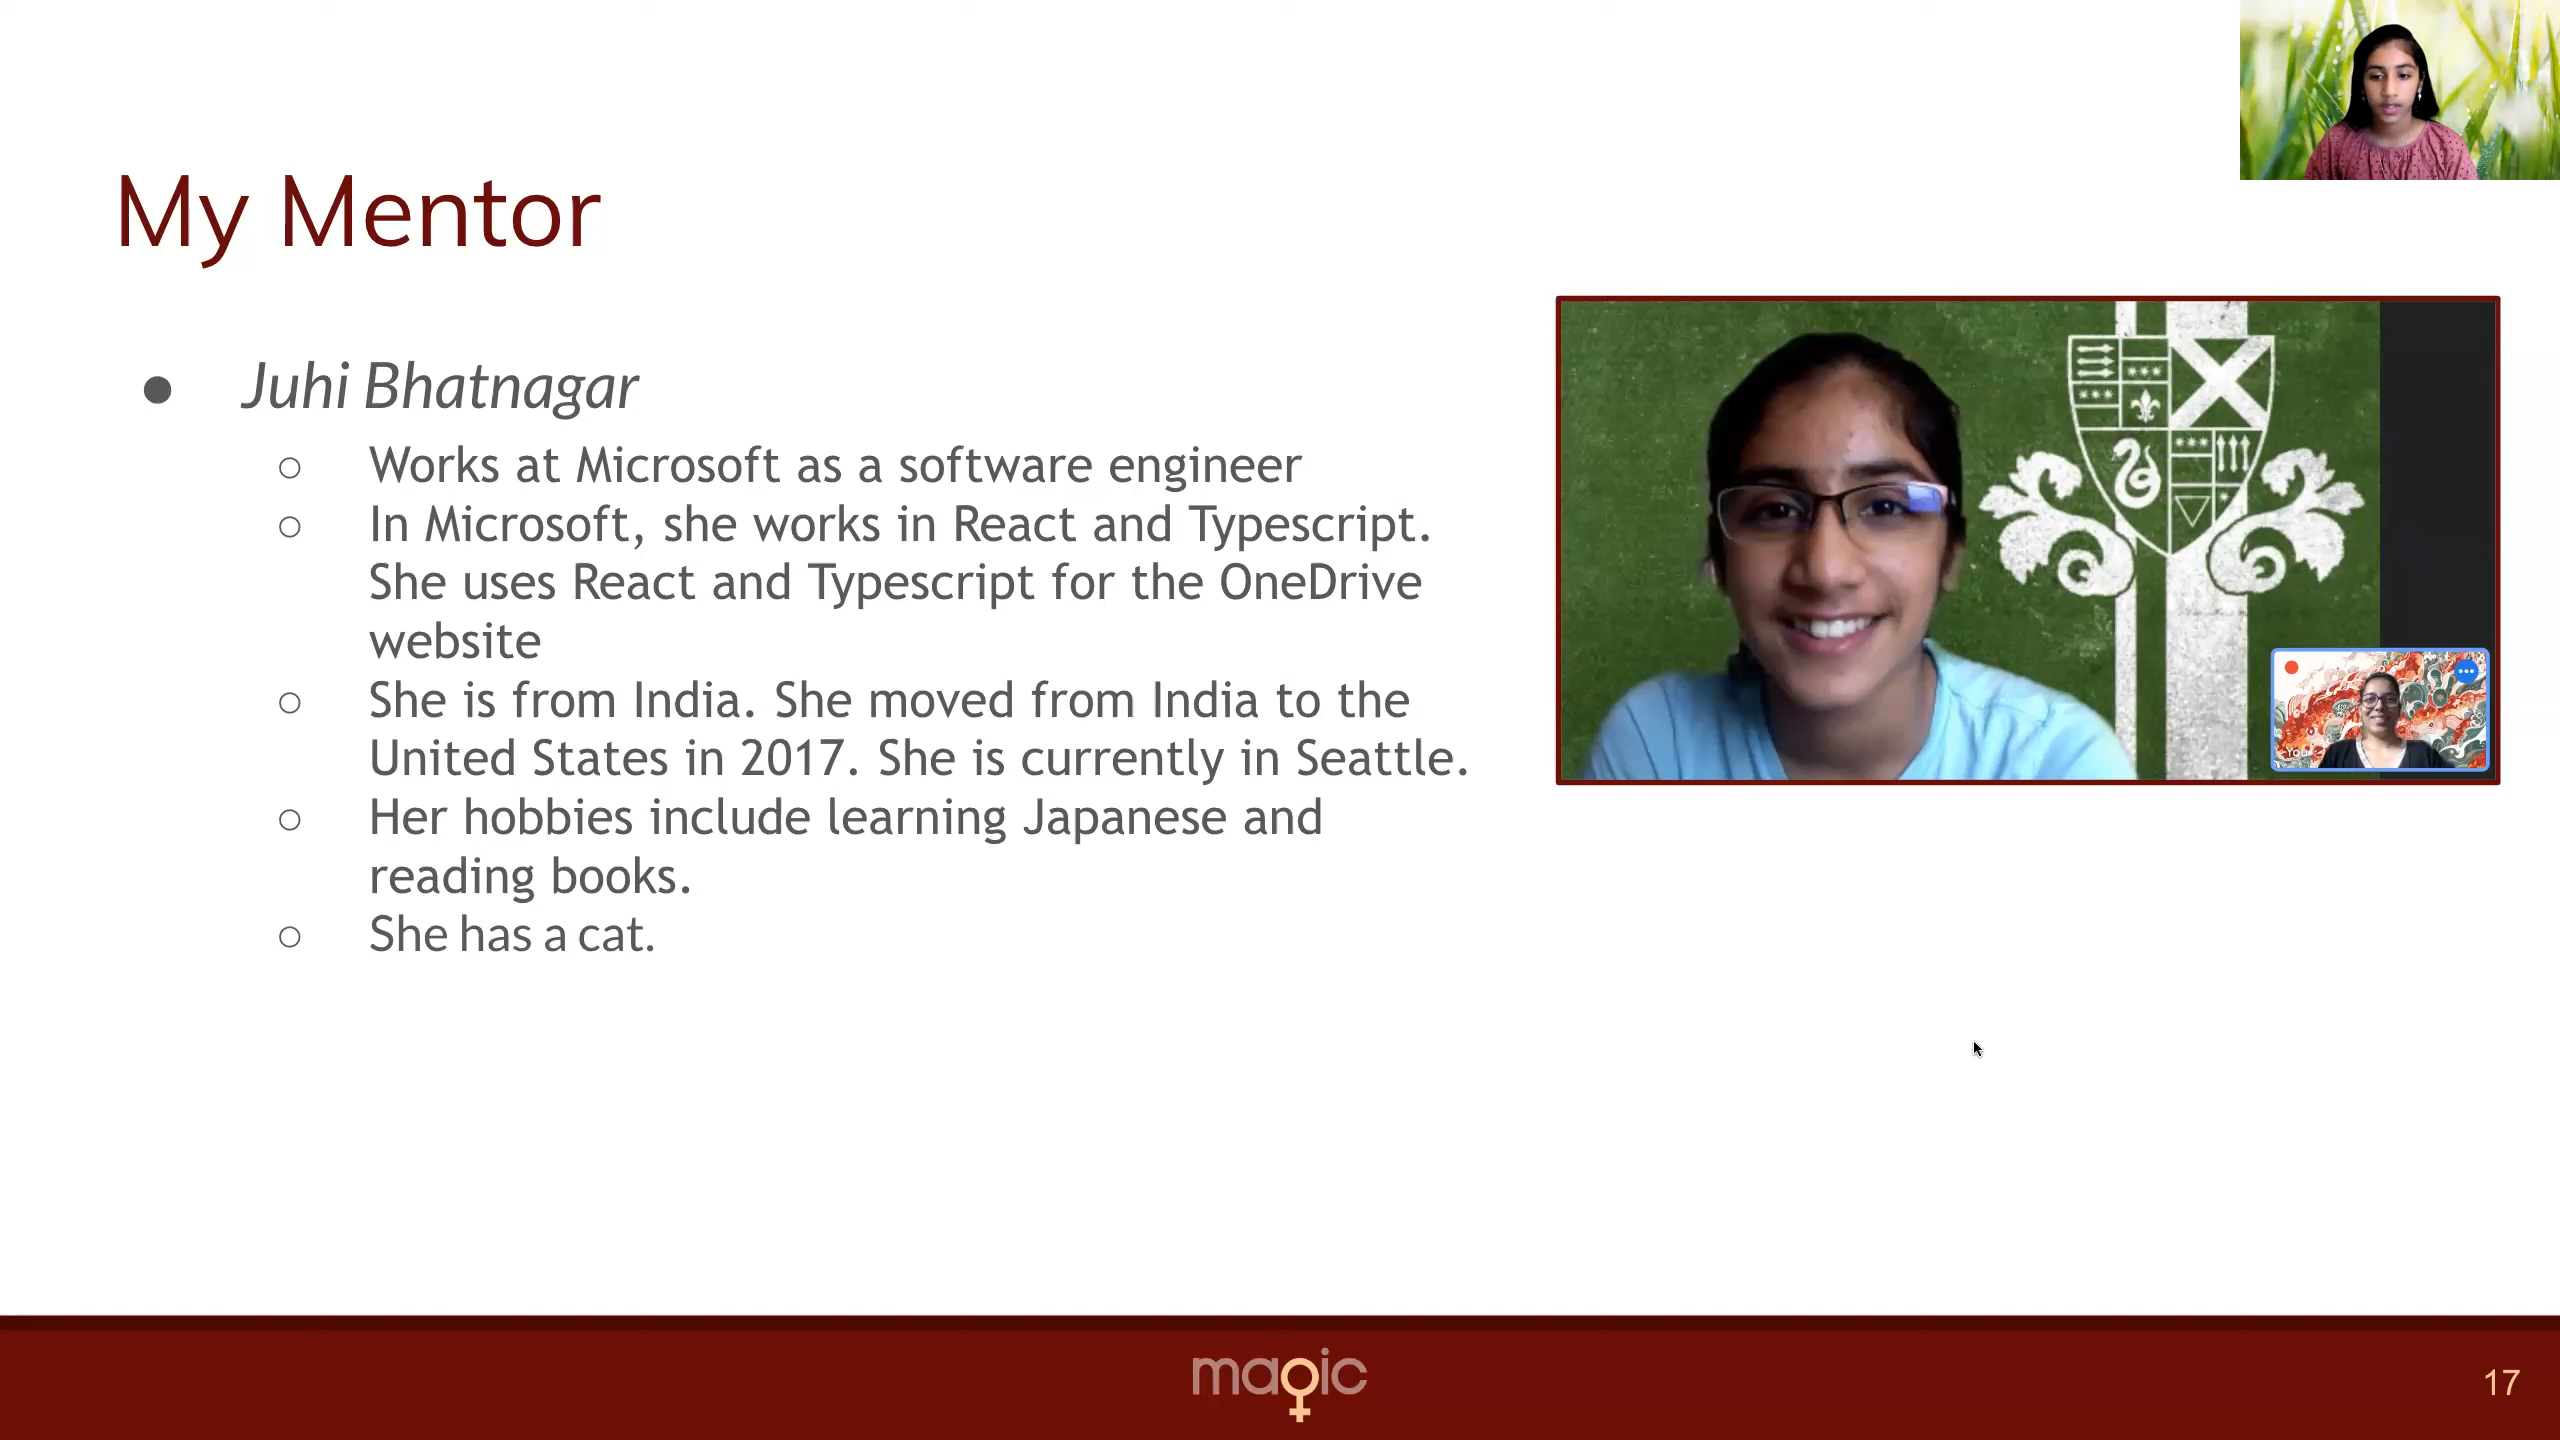 My Mentor
● Juhi Bhatnagar
○ Works at Microsoft as a software engineer
○ In Microsoft, she works in React and Typescript.
She uses React and Typescript for the OneDrive
website
○ She is from India. She moved from India to the
United States in 2017. She is currently in Seattle.
○ Her hobbies include learning Japanese and
reading books.
○ She has a cat.
You
magic
17